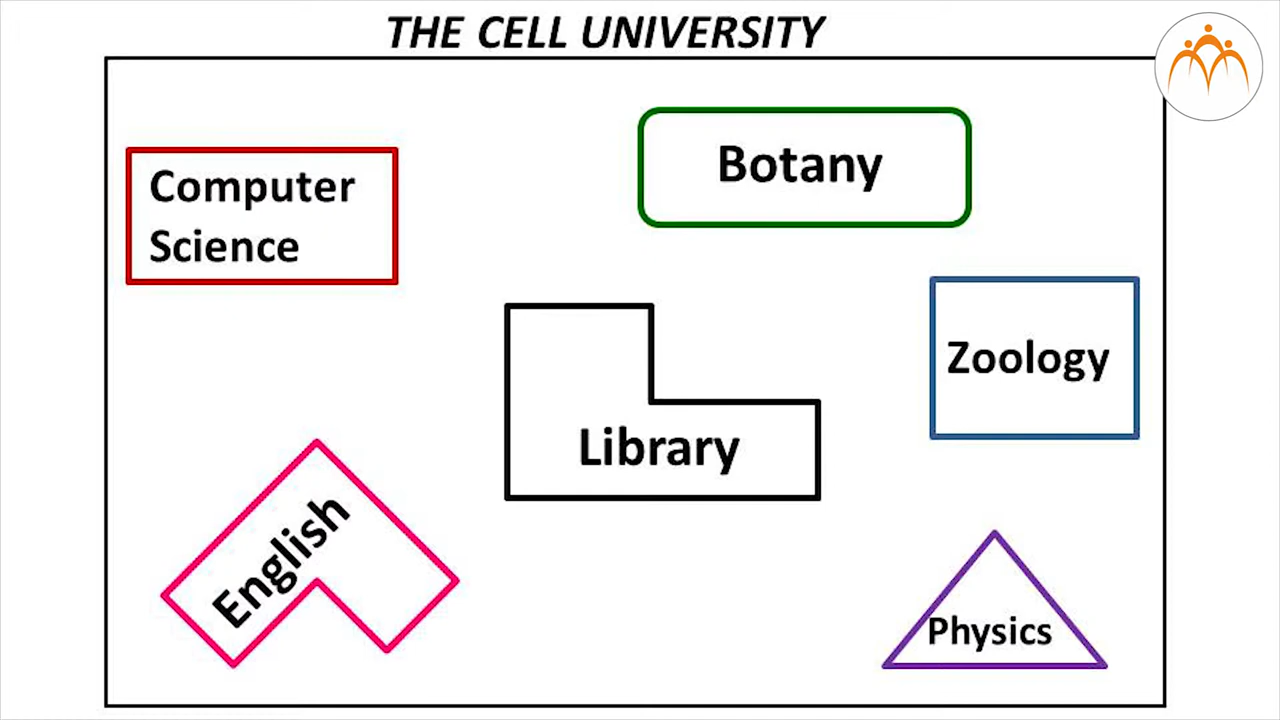 THE CELL UNIVERSITY
Computer
Science
Botany
Zoology
Library
English
Physics